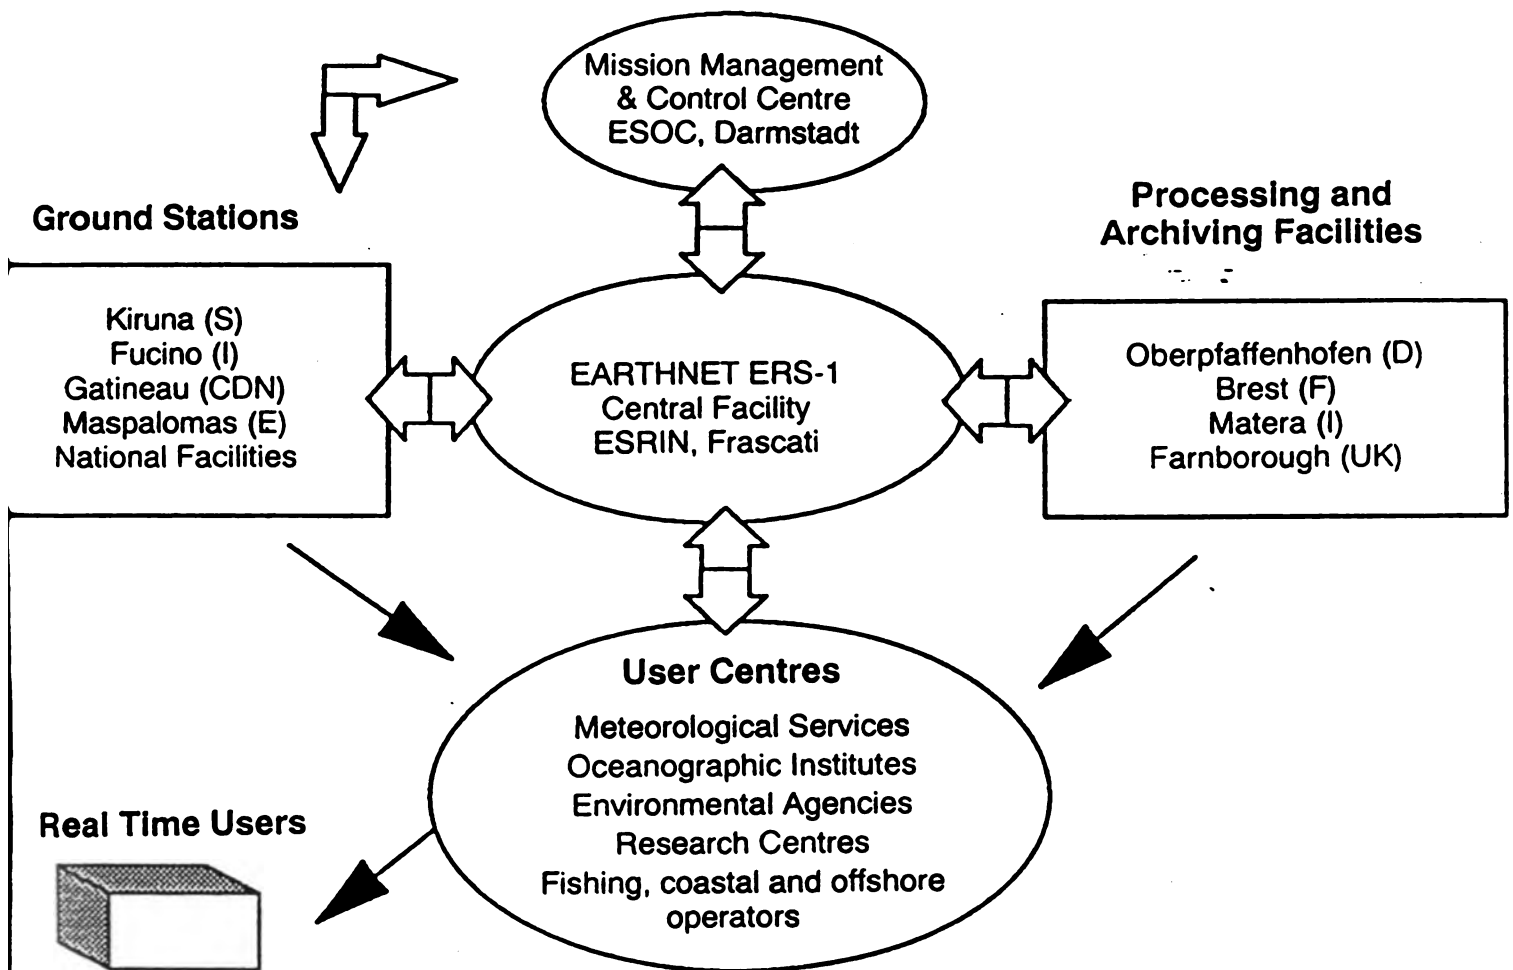 Mission Management
& Control Centre
ESOC, Darmstadt
Ground Stations
Kiruna (S)
Fucino (I)
Gatineau (CDN)
Maspalomas (E)
National Facilities
EARTHNET ERS-1
Central Facility
ESRIN, Frascati
Processing and
Archiving Facilities
Oberpfaffenhofen (D)
Brest (F)
Matera (I)
Farnborough (UK)
User Centres
Meteorological Services
Oceanographic Institutes
Environmental Agencies
Research Centres
Fishing, coastal and offshore
operators
Real Time Users